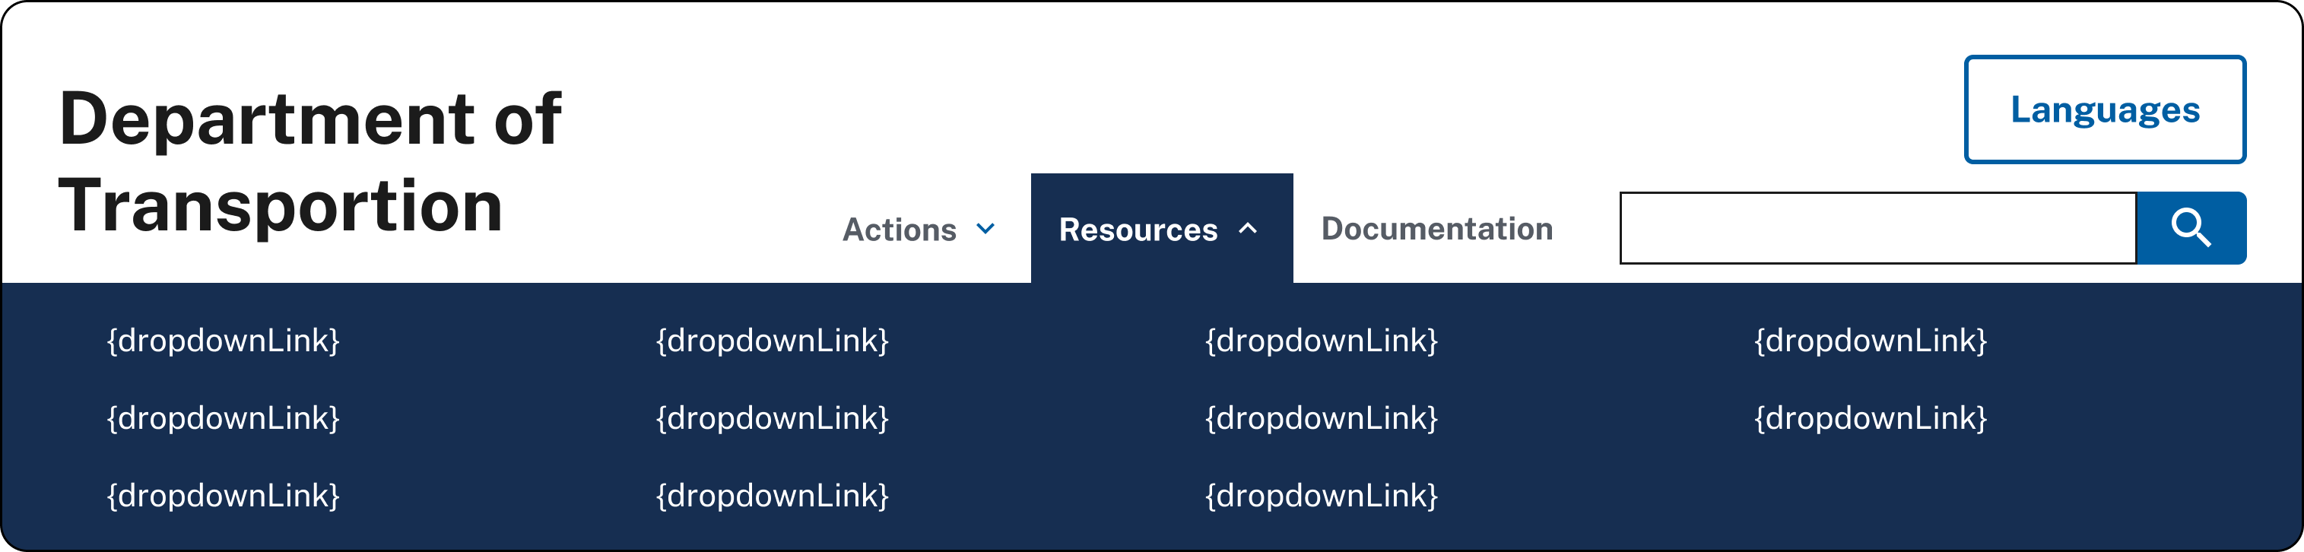 Department of
Transportion
Languages
Actions
Resources
Documentation
{dropdownLink} {dropdownLink} {dropdownLink} {dropdownLink}
{dropdownLink} {dropdownLink} {dropdownLink} {dropdownLink}
{dropdownLink} {dropdownLink} {dropdownLink}